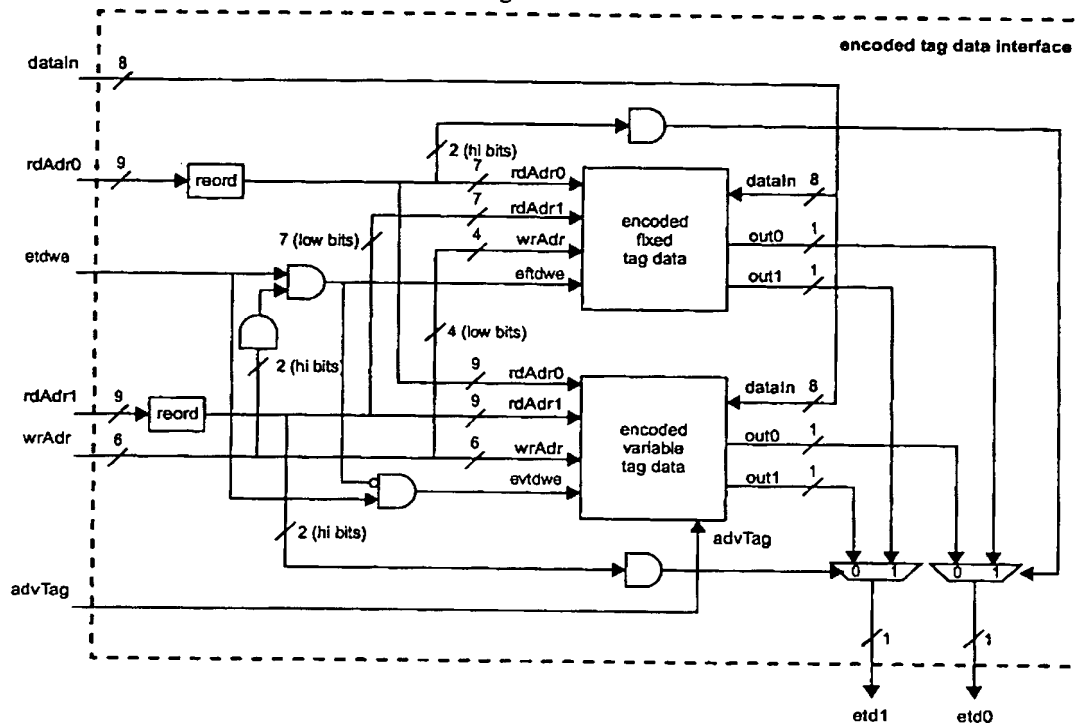 encoded tag data interface
dataIn
8
2 (hi bits)
rdAdr0
9
reord
7
rdAdr0
dataIn
8
7
rdAdr1
encoded
fixed
tag data
out0
1
7 (low bits)
4
wrAdr
etdwe
eftdwe
out1
1
4 (low bits)
2 (hi bits)
9
rdAdr0
dataIn
8
rdAdr1
9
reord
9
rdAdr1
encoded
variable
tag data
out0
1
wrAdr
6
6
wrAdr
evtdwe
out1
1
2 (hi bits)
advTag
0 1
0 1
advTag
1
1
etd1
etd0